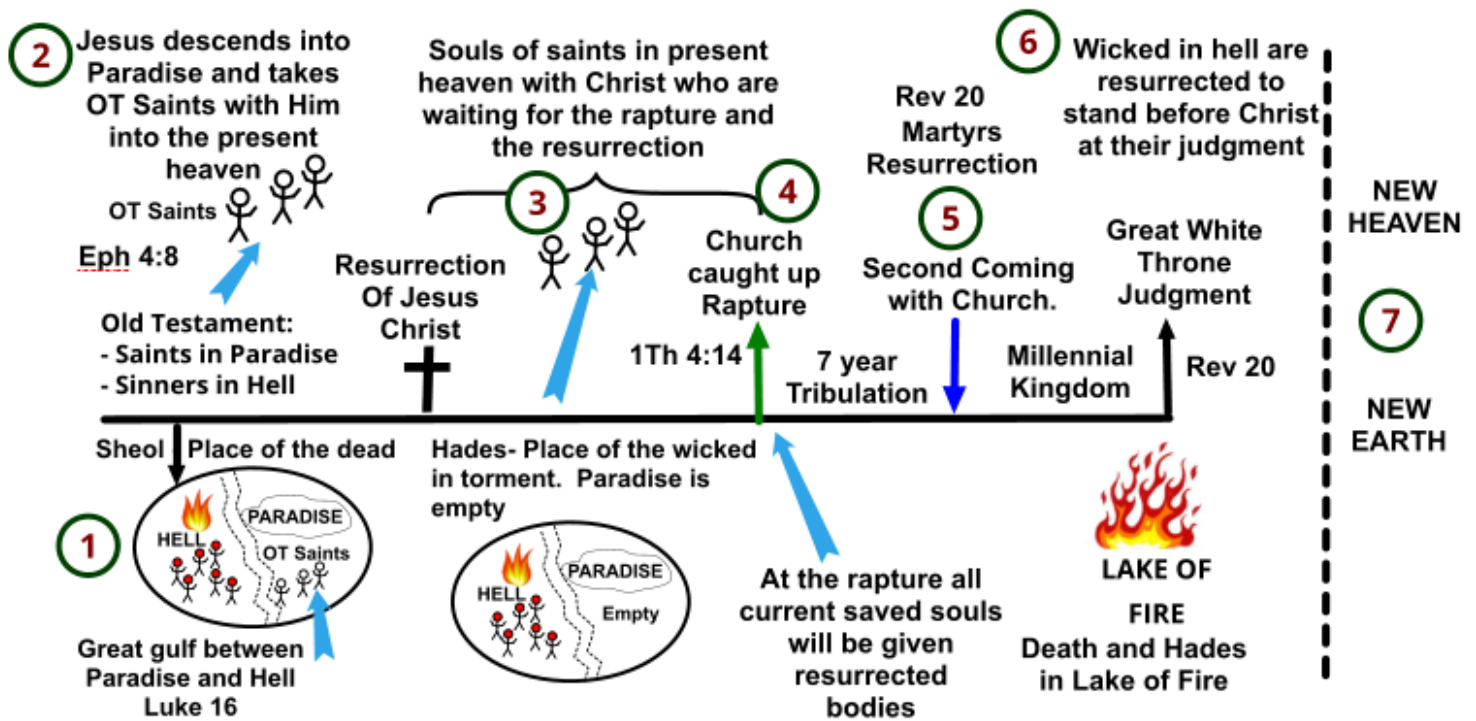 2
Jesus descends into
Paradise and takes
OT Saints with Him
into the present
heaven
OT Saints
Eph 4:8
Old Testament:
- Saints in Paradise
- Sinners in Hell
Souls of saints in present
heaven with Christ who are
waiting for the rapture and
the resurrection
3
Resurrection
Of Jesus
Christ
4
Church
caught up
Rapture
1Th 4:14
7 year
Tribulation
Rev 20
Martyrs
Resurrection
5
Second Coming
with Church.
Millennial
Kingdom
6
Wicked in hell are
resurrected to
stand before Christ
at their judgment
Great White
Throne
Judgment
Rev 20
NEW
HEAVEN
7
NEW
EARTH
Sheol
Place of the dead
1
HELL
PARADISE
OT Saints
Great gulf between
Paradise and Hell
Luke 16
Hades- Place of the wicked
in torment. Paradise is
empty
HELL
PARADISE
Empty
At the rapture all
current saved souls
will be given
resurrected
bodies
LAKE OF
FIRE
Death and Hades
in Lake of Fire